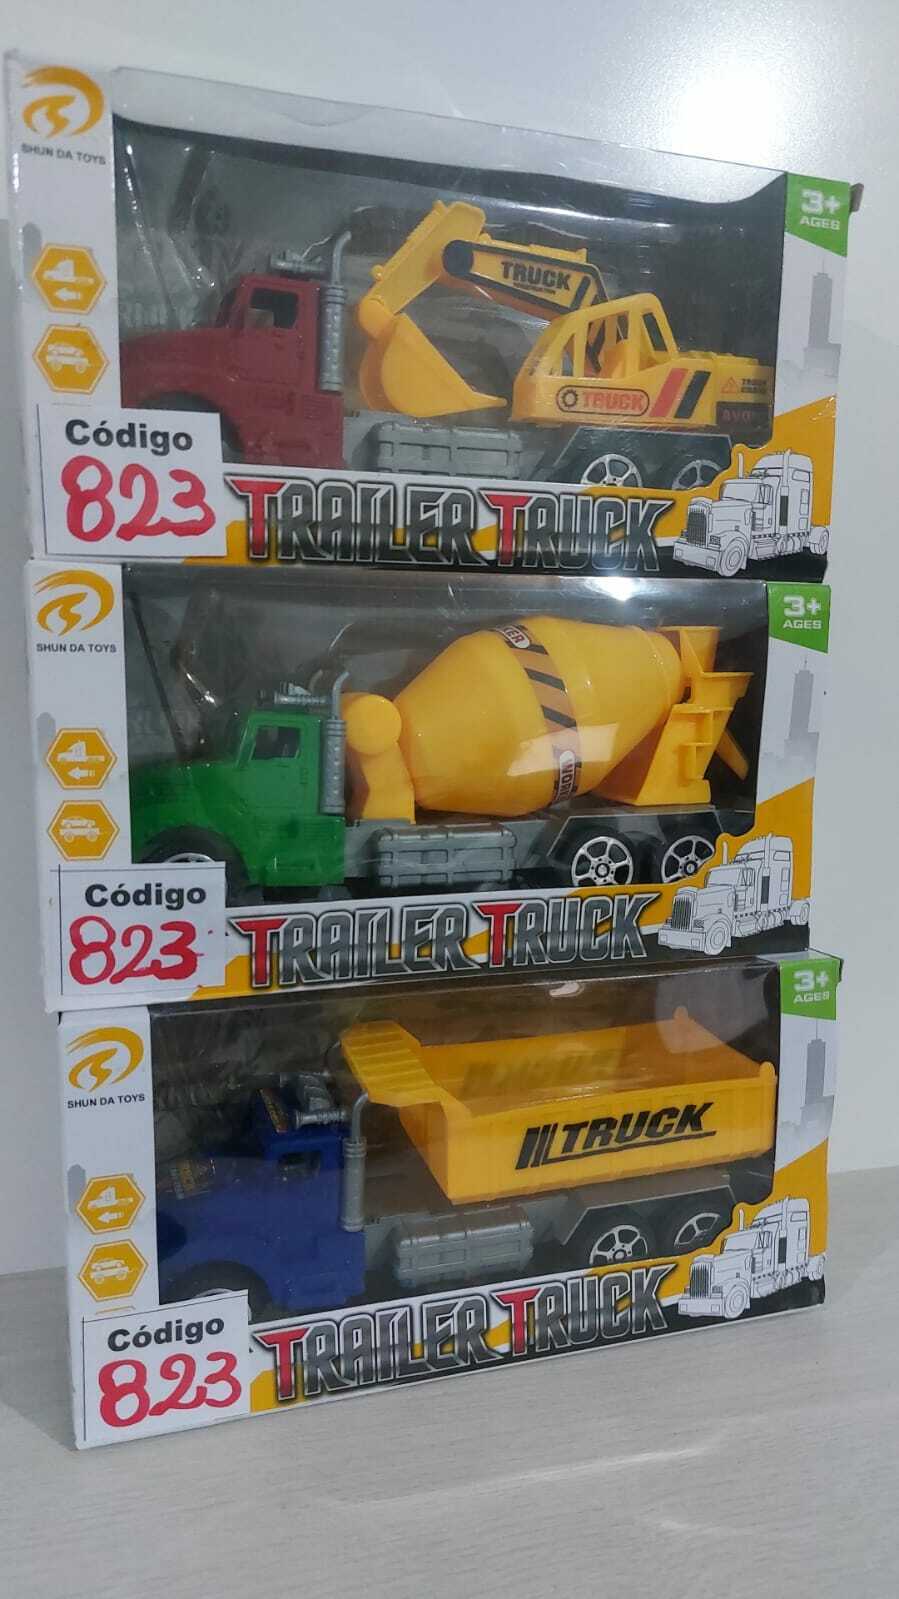 SHUN DA TOYS
3+
AGES
TRUCK
TRUCK
Código
823
TRAILER TRUCK
SHUN DA TOYS
3+
AGES
Código
823
TRAILER TRUCK
SHUN DA TOYS
3+
AGES
TRUCK
Código
823
TRAILER TRUCK